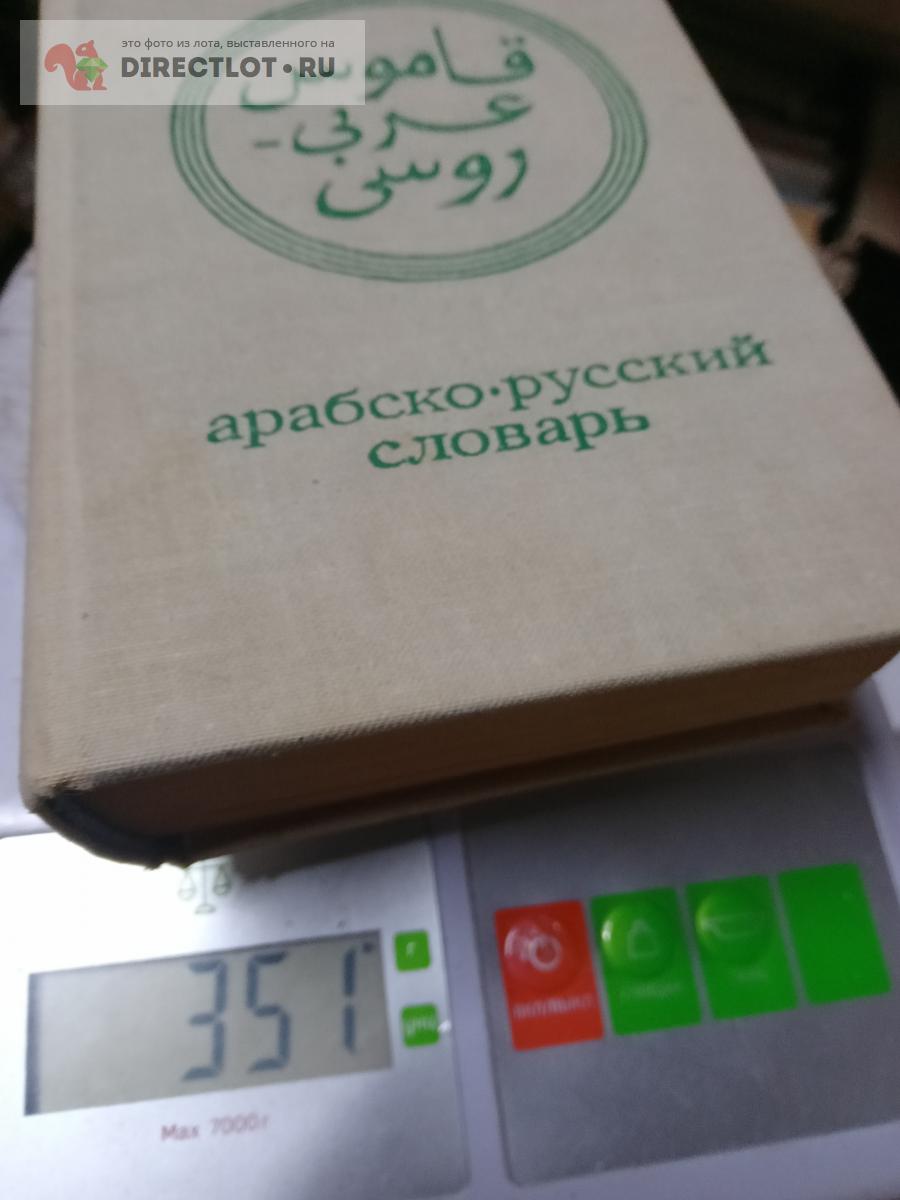 это фото из лота, выставленного на
DIRECTLOT•RU
قاموس
عربي-
روسي
арабско-русский
словарь
351
г
Max 7000г